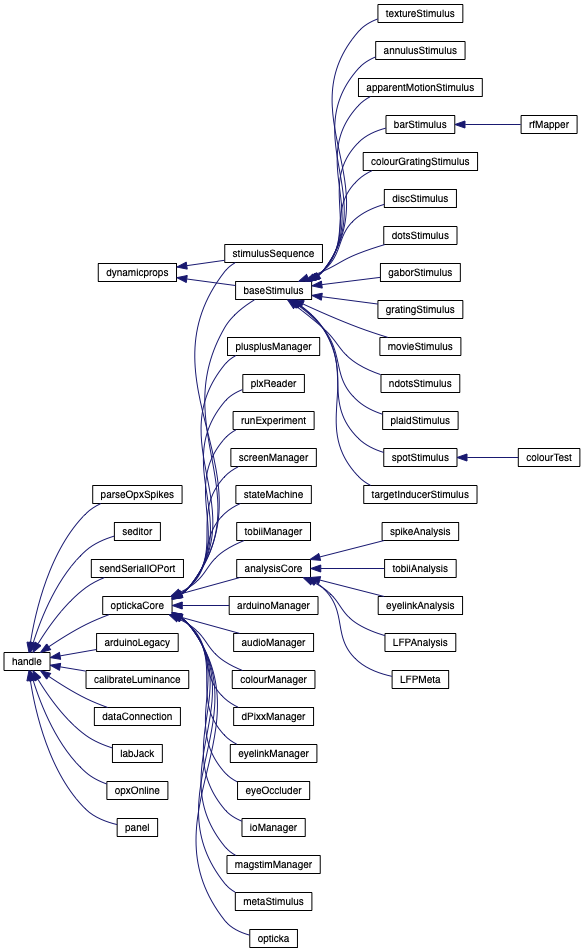 textureStimulus
annulusStimulus
apparentMotionStimulus
barStimulus
rfMapper
colourGratingStimulus
discStimulus
dotsStimulus
stimulusSequence
dynamicprops
gaborStimulus
baseStimulus
gratingStimulus
plusplusManager
movieStimulus
plxReader
ndotsStimulus
runExperiment
plaidStimulus
screenManager
spotStimulus
colourTest
parseOpxSpikes
stateMachine
targetInducerStimulus
seditor
tobiiManager
spikeAnalysis
sendSerialIOPort
analysisCore
tobiiAnalysis
optickaCore
arduinoManager
eyelinkAnalysis
arduinoLegacy
audioManager
LFPAnalysis
handle
calibrateLuminance
colourManager
LFPMeta
dataConnection
dPixxManager
labJack
eyelinkManager
opxOnline
eyeOccluder
panel
ioManager
magstimManager
metaStimulus
opticka